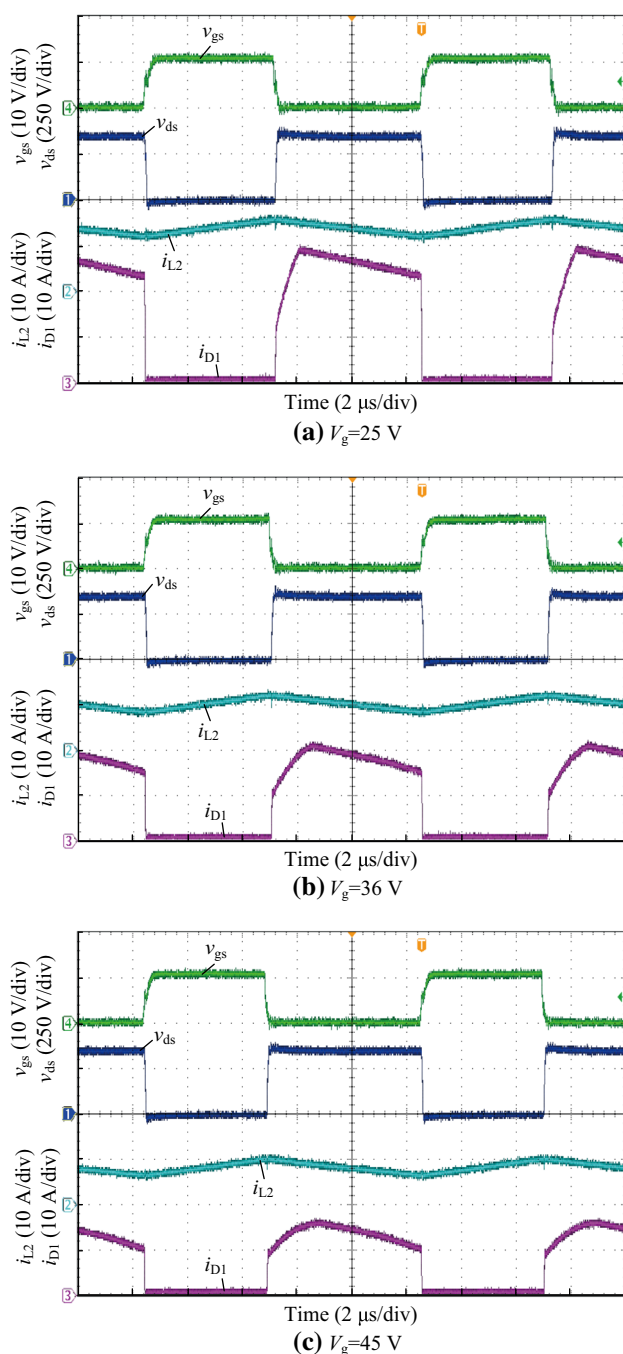 v_gs (10 V/div)
v_ds (250 V/div)
i_L2 (10 A/div)
i_D1 (10 A/div)
T
v_gs
4
v_ds
1
i_L2
2
i_D1
3
Time (2 μs/div)
(a) V_g=25 V
v_gs (10 V/div)
v_ds (250 V/div)
i_L2 (10 A/div)
i_D1 (10 A/div)
T
v_gs
4
v_ds
1
i_L2
2
i_D1
3
Time (2 μs/div)
(b) V_g=36 V
v_gs (10 V/div)
v_ds (250 V/div)
i_L2 (10 A/div)
i_D1 (10 A/div)
T
v_gs
4
v_ds
1
i_L2
2
i_D1
3
Time (2 μs/div)
(c) V_g=45 V